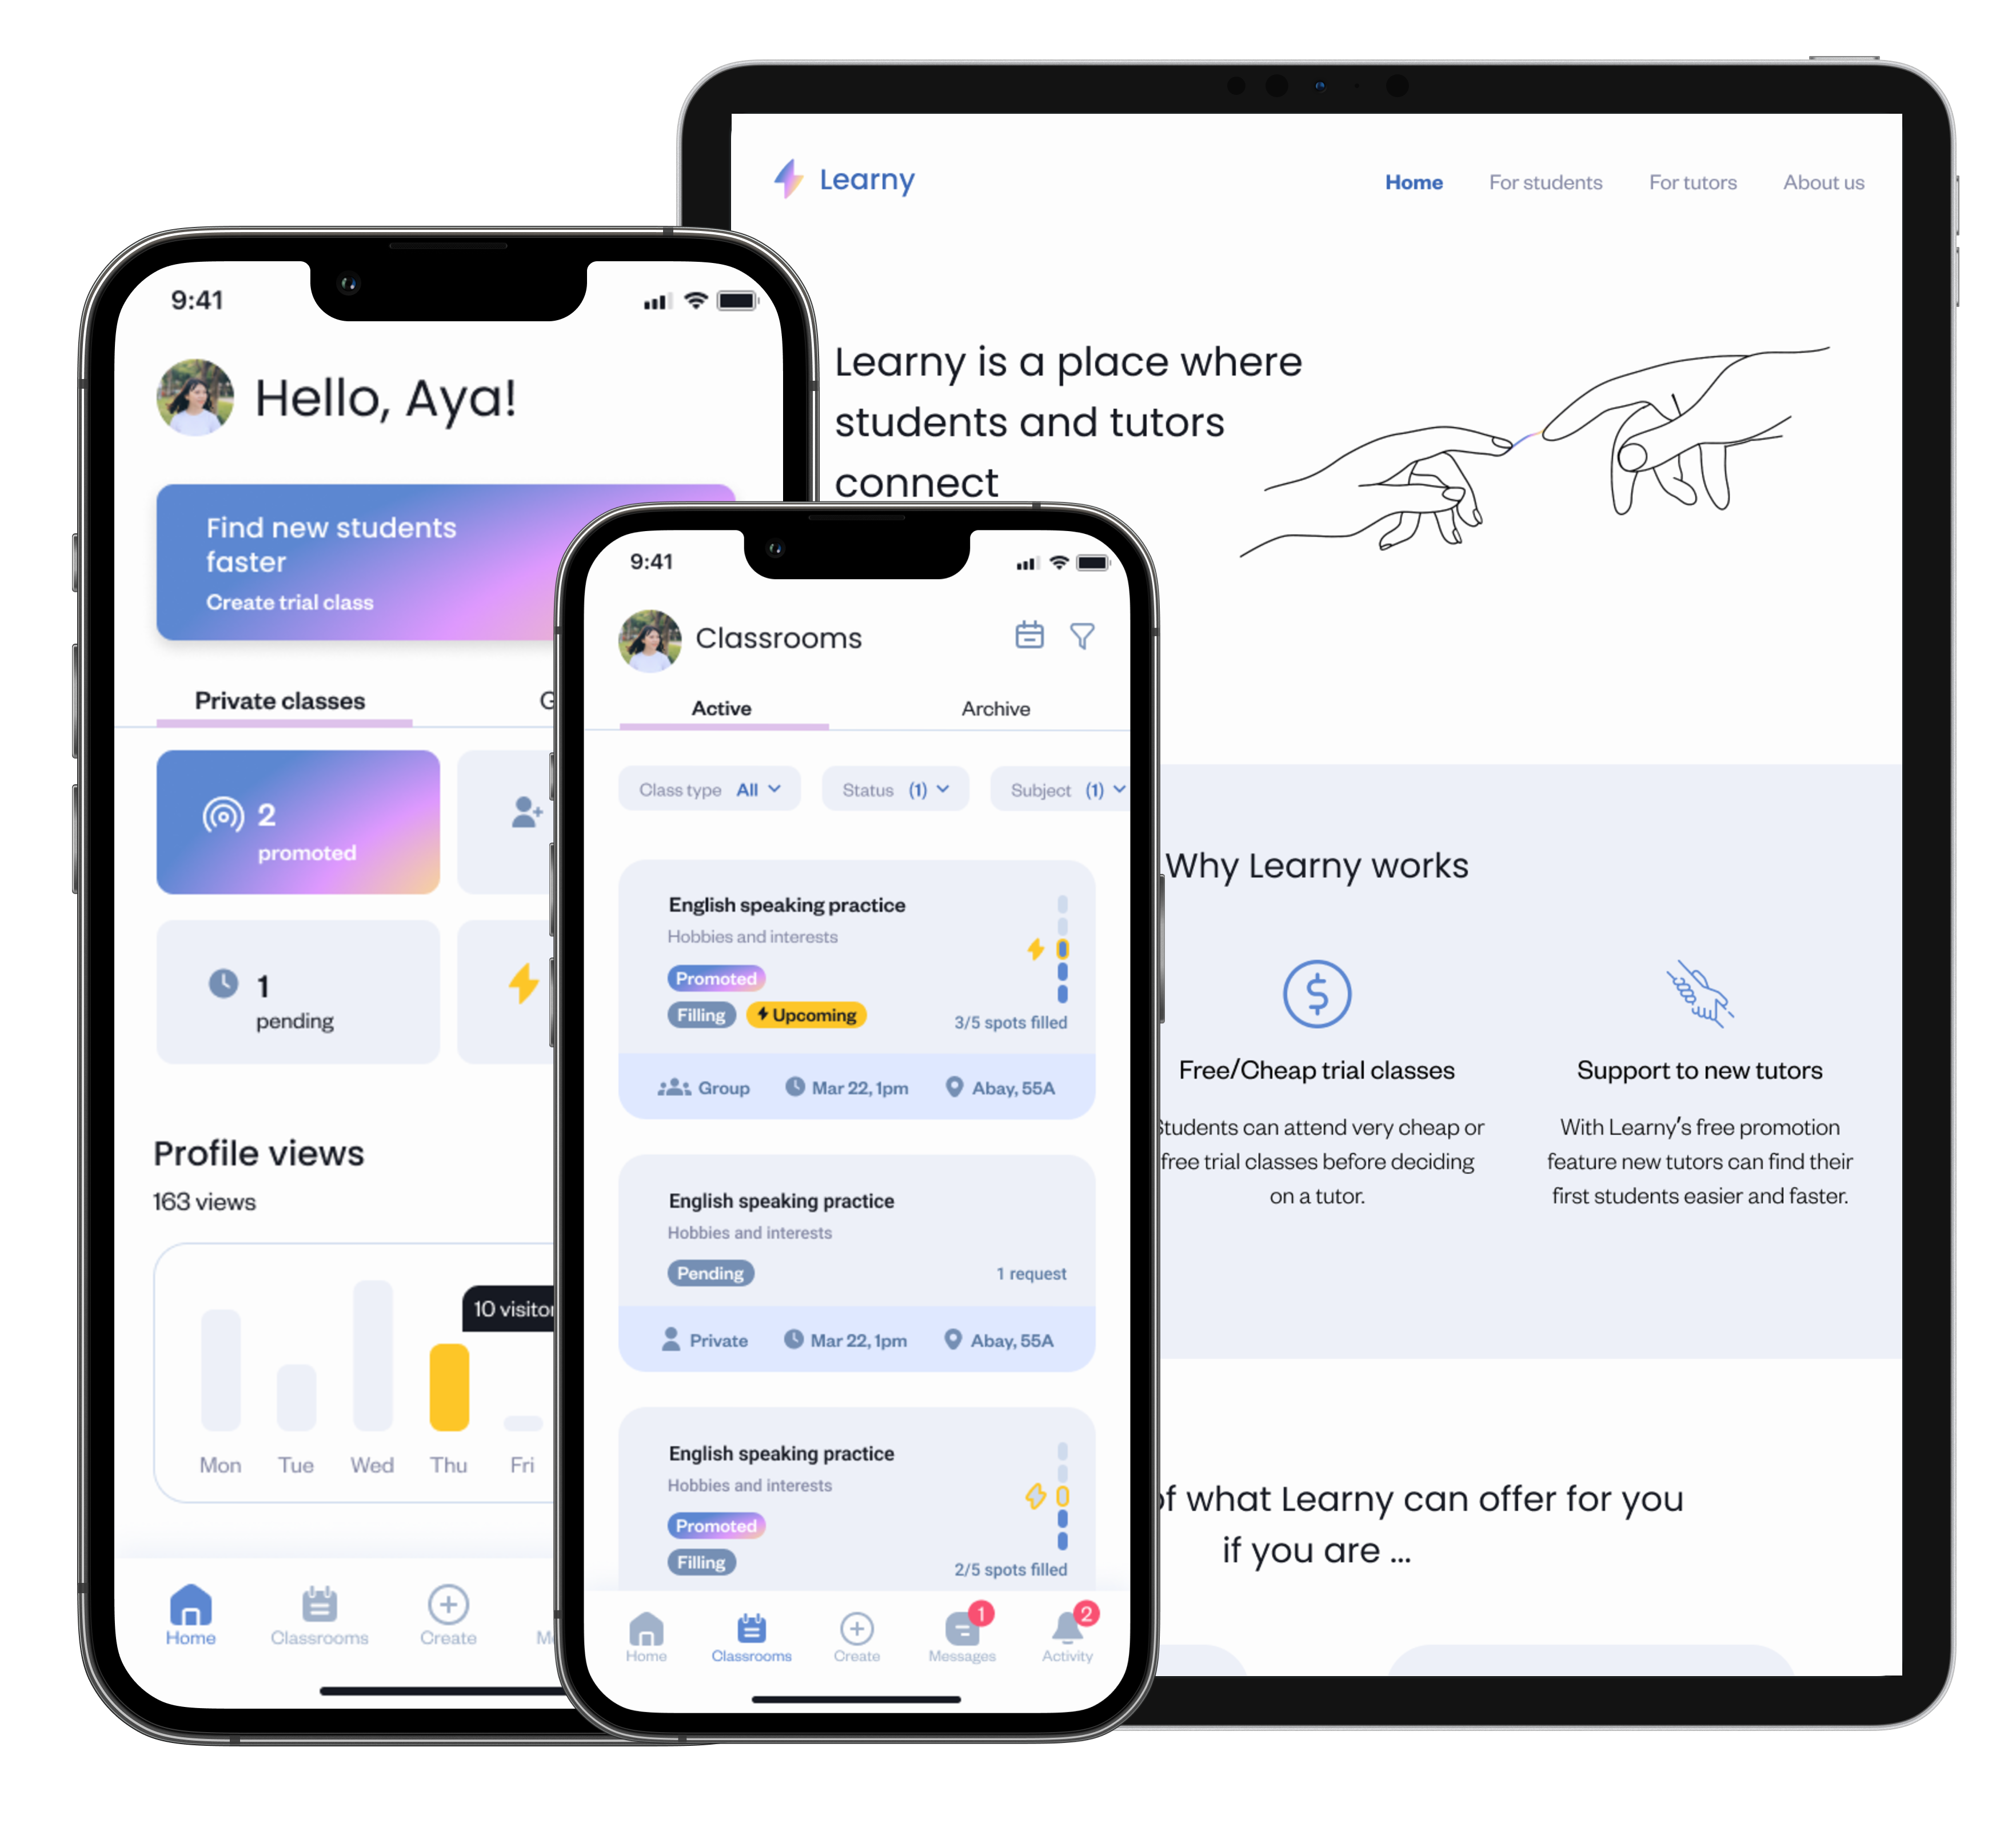 Learny
Home For students For tutors About us
Learny is a place where
students and tutors
connect
Why Learny works
Free/Cheap trial classes
Students can attend very cheap or
free trial classes before deciding
on a tutor.
Support to new tutors
With Learny's free promotion
feature new tutors can find their
first students easier and faster.
of what Learny can offer for you
if you are ...
9:41
Hello, Aya!
Find new students
faster
Create trial class
Private classes
2
promoted
1
pending
Profile views
163 views
10
Mon Tue Wed Thu Fri
Home Classrooms Create
9:41
Classrooms
Active Archive
Class type All Status (1) Subject (1)
English speaking practice
Hobbies and interests
Promoted
Filling Upcoming
3/5 spots filled
Group Mar 22, 1pm Abay, 55A
English speaking practice
Hobbies and interests
Pending
1 request
Private Mar 22, 1pm Abay, 55A
English speaking practice
Hobbies and interests
Promoted
Filling
2/5 spots filled
1 2
Home Classrooms Create Messages Activity